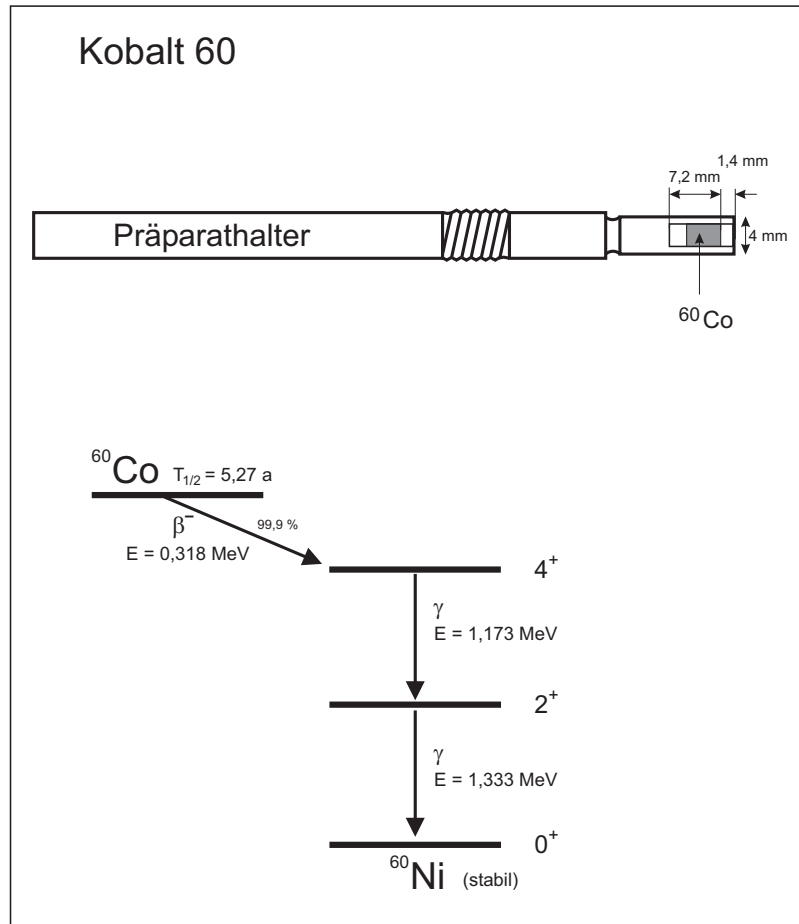 Kobalt 60
1,4 mm
7,2 mm
Präparathalter
4 mm
⁶⁰Co
⁶⁰Co T₁/₂ = 5,27 a
β⁻ 99,9 %
E = 0,318 MeV
4⁺
γ
E = 1,173 MeV
2⁺
γ
E = 1,333 MeV
0⁺
⁶⁰Ni (stabil)